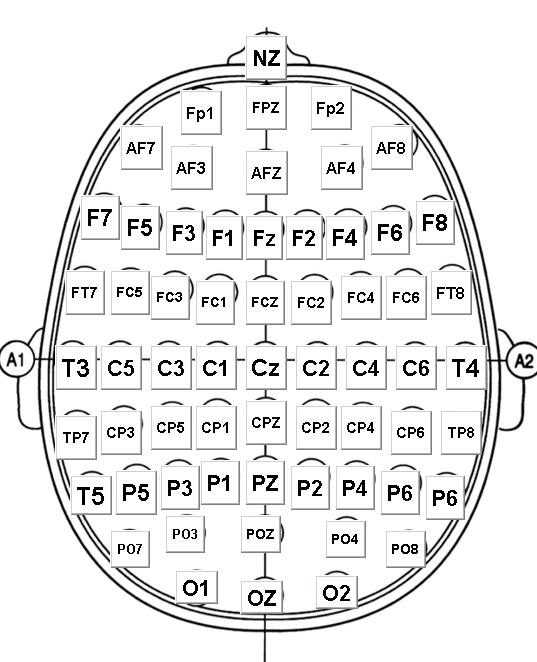 NZ
Fp1 FPZ Fp2
AF7 AF3 AFZ AF4 AF8
F7 F5 F3 F1 Fz F2 F4 F6 F8
FT7 FC5 FC3 FC1 FCZ FC2 FC4 FC6 FT8
A1 T3 C5 C3 C1 Cz C2 C4 C6 T4 A2
TP7 CP3 CP5 CP1 CPZ CP2 CP4 CP6 TP8
T5 P5 P3 P1 PZ P2 P4 P6 P6
PO7 PO3 POZ PO4 PO8
O1 OZ O2